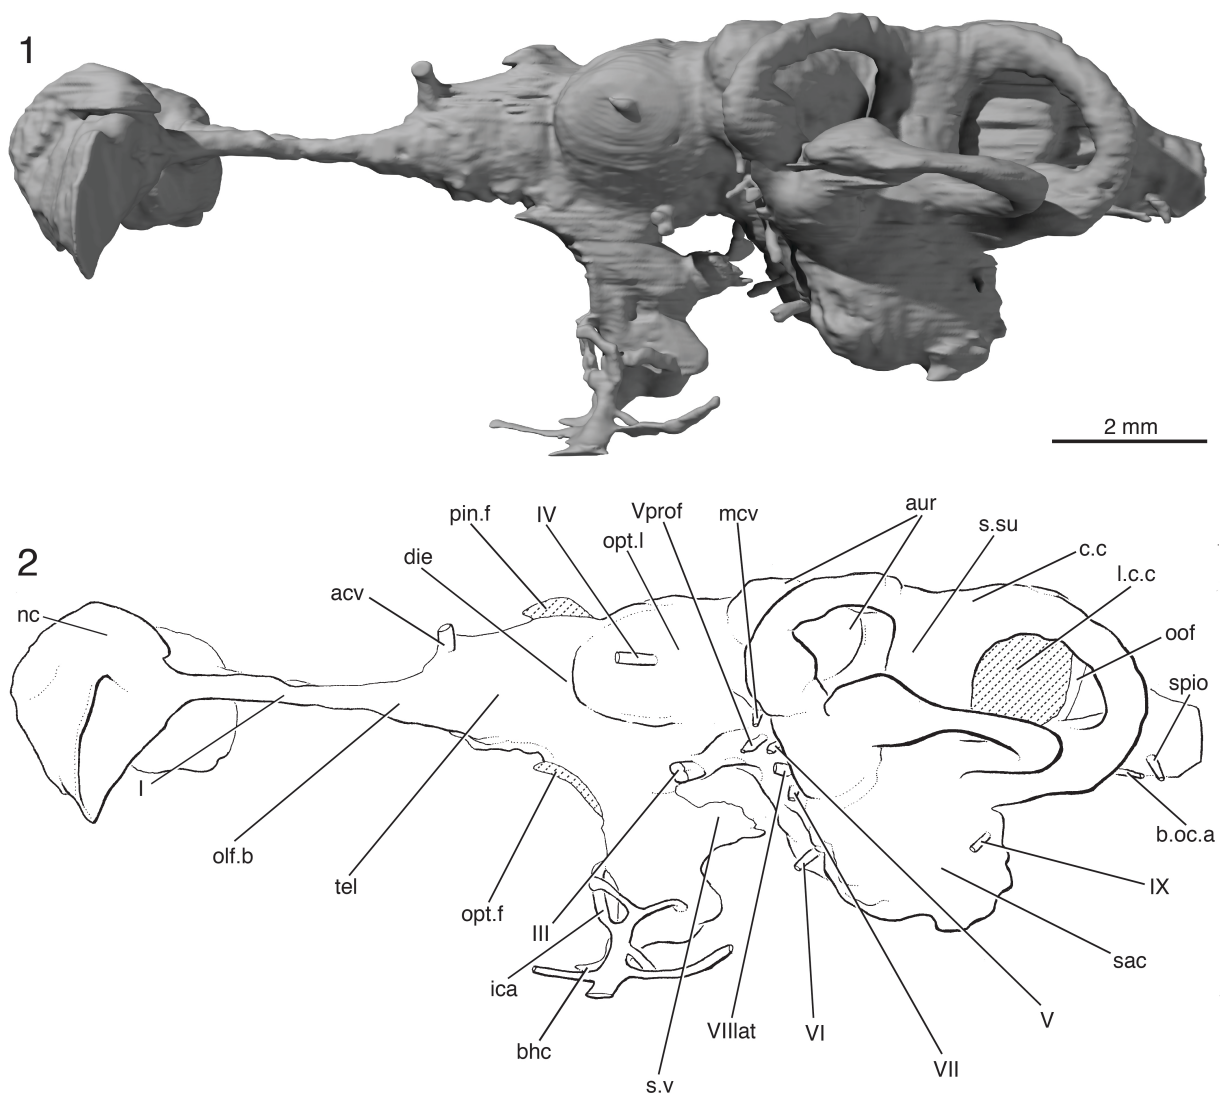 1
2 mm
2
pin.f
IV
Vprof
mcv
aur
opt.l
s.su
die
c.c
acv
l.c.c
nc
oof
spio
I
b.oc.a
olf.b
tel
IX
opt.f
III
sac
ica
V
VIIIat
VI
bhc
VII
s.v